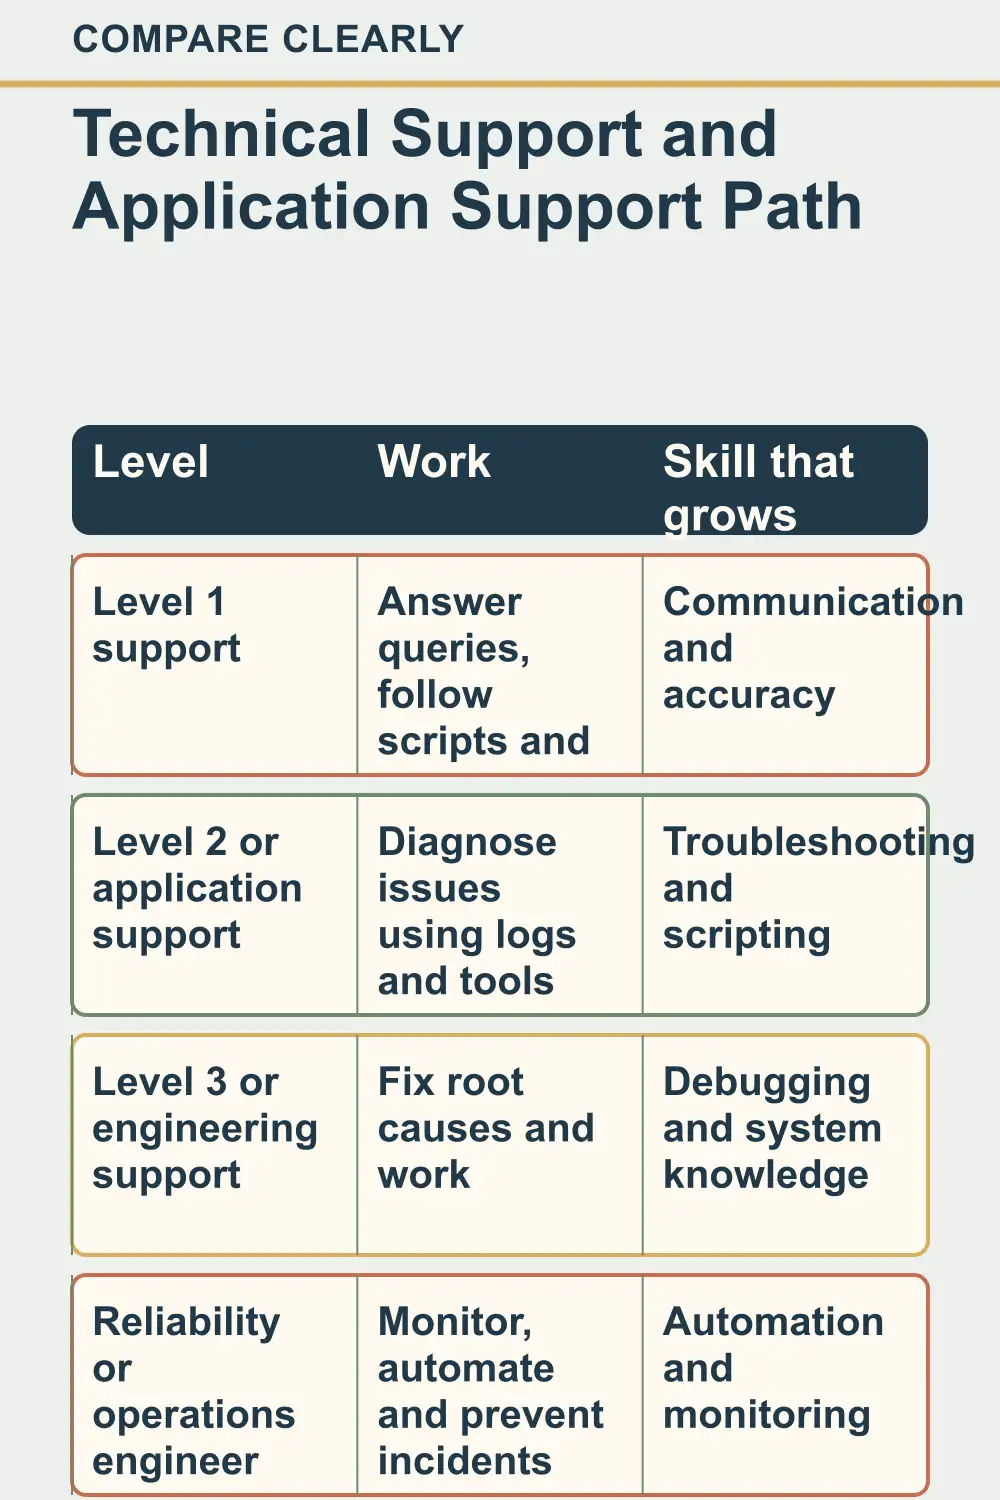 COMPARE CLEARLY
Technical Support and
Application Support Path
Level
Work
Skill that
grows
Level 1
support
Answer
queries,
follow
scripts and
Communication
and
accuracy
Level 2 or
application
support
Diagnose
issues
using logs
and tools
Troubleshooting
and
scripting
Level 3 or
engineering
support
Fix root
causes and
work
Debugging
and system
knowledge
Reliability
or
operations
engineer
Monitor,
automate
and prevent
incidents
Automation
and
monitoring